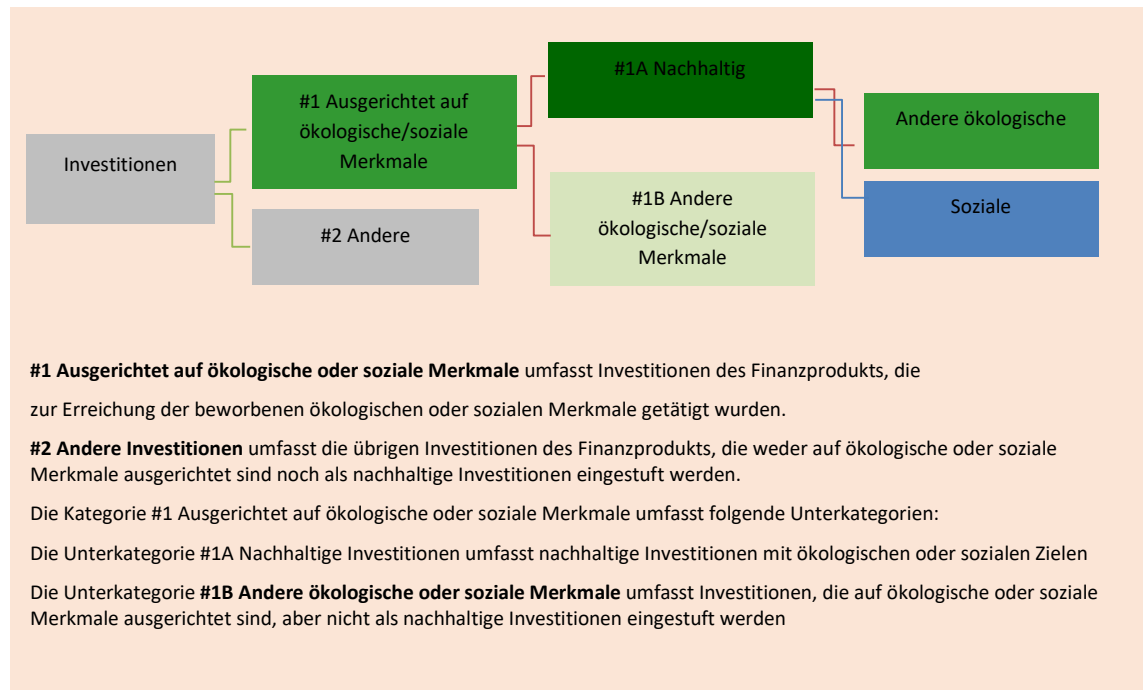 #1A Nachhaltig
#1 Ausgerichtet auf
ökologische/soziale
Merkmale
Andere ökologische
Investitionen
#1B Andere
ökologische/soziale
Merkmale
Soziale
#2 Andere
#1 Ausgerichtet auf ökologische oder soziale Merkmale umfasst Investitionen des Finanzprodukts, die
zur Erreichung der beworbenen ökologischen oder sozialen Merkmale getätigt wurden.
#2 Andere Investitionen umfasst die übrigen Investitionen des Finanzprodukts, die weder auf ökologische oder soziale
Merkmale ausgerichtet sind noch als nachhaltige Investitionen eingestuft werden.
Die Kategorie #1 Ausgerichtet auf ökologische oder soziale Merkmale umfasst folgende Unterkategorien:
Die Unterkategorie #1A Nachhaltige Investitionen umfasst nachhaltige Investitionen mit ökologischen oder sozialen Zielen
Die Unterkategorie #1B Andere ökologische oder soziale Merkmale umfasst Investitionen, die auf ökologische oder soziale
Merkmale ausgerichtet sind, aber nicht als nachhaltige Investitionen eingestuft werden